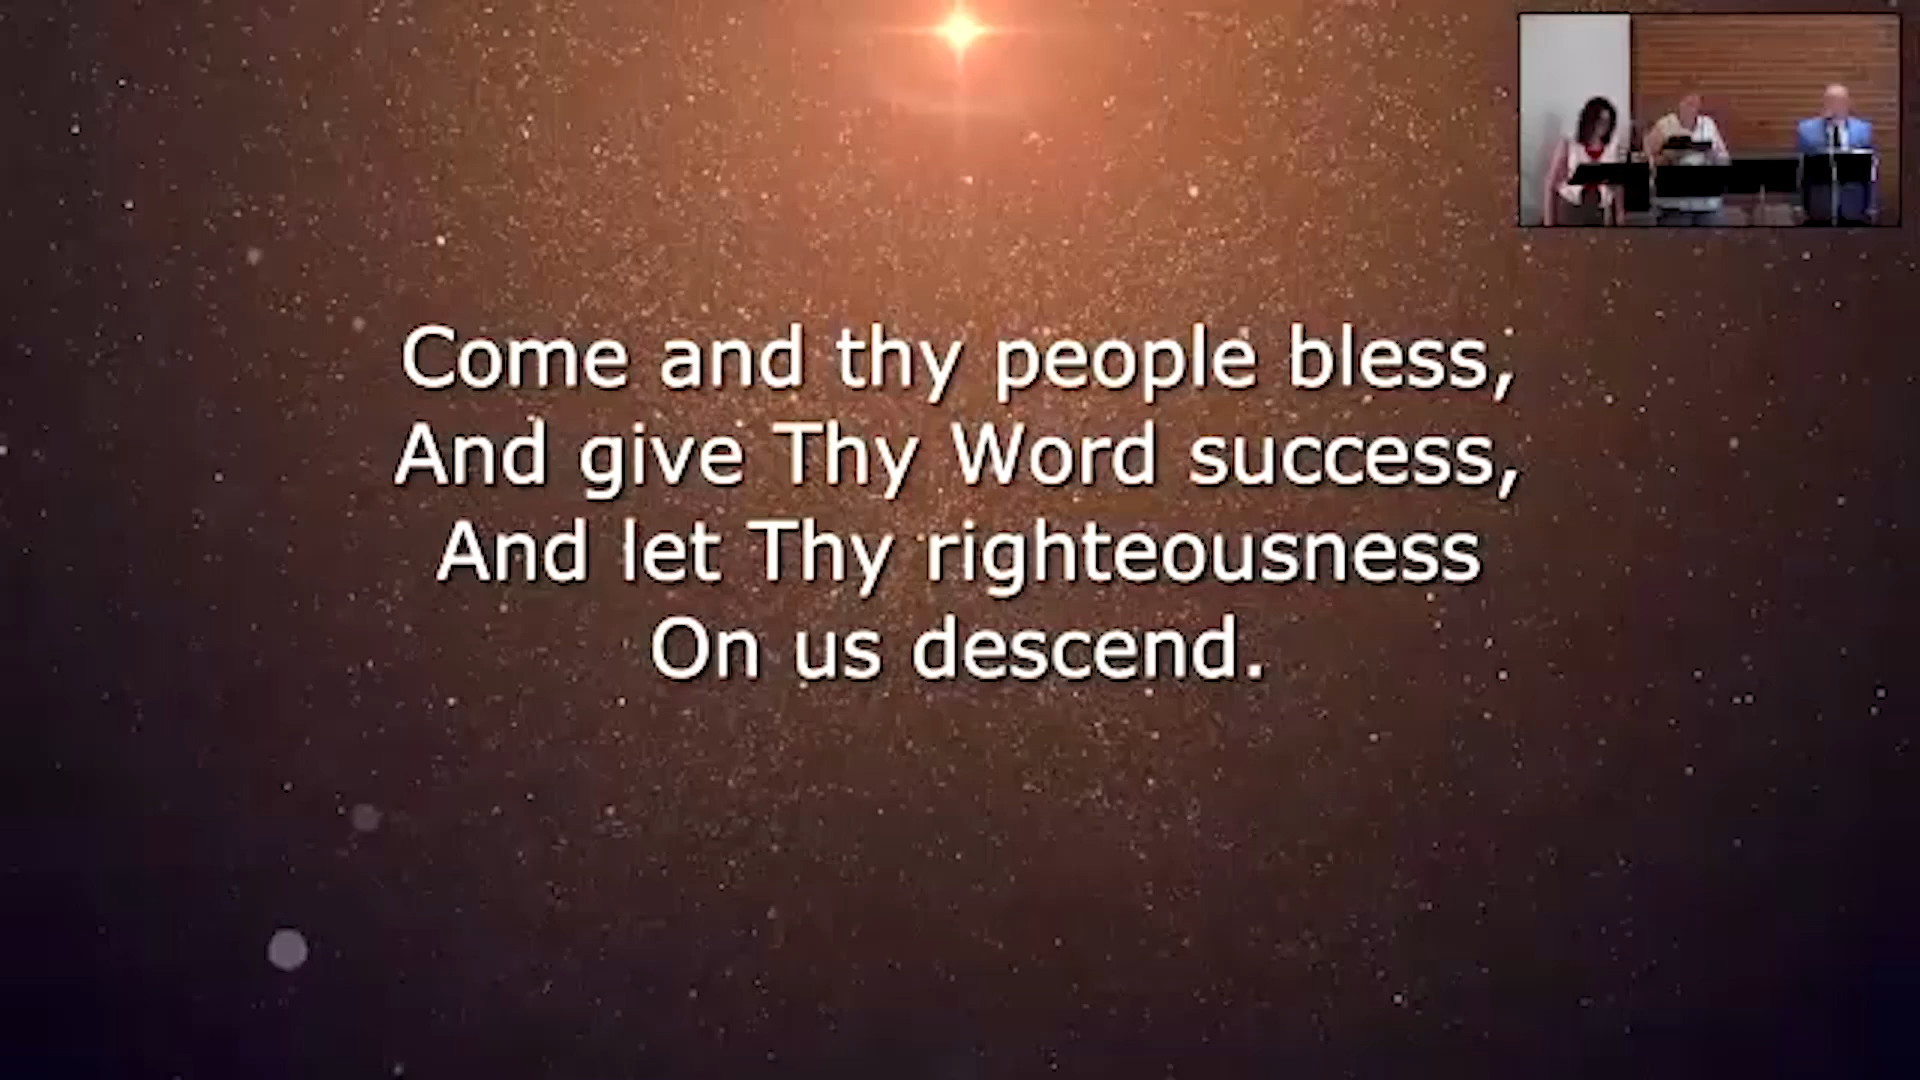 Come and thy people bless,
And give Thy Word success,
And let Thy righteousness
On us descend.